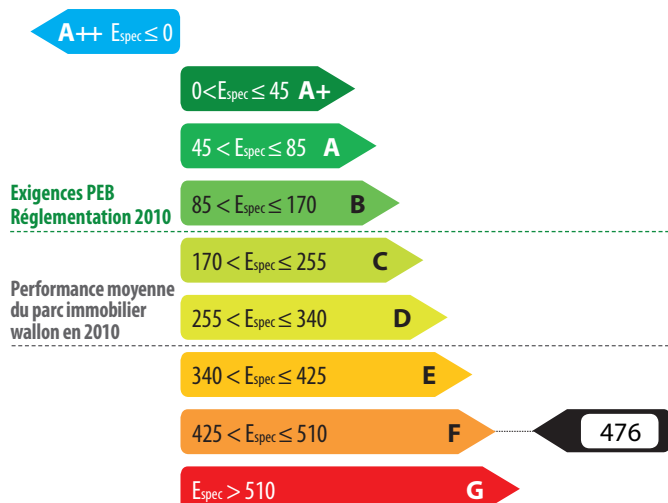 A++ Espec ≤ 0
0<Espec ≤ 45 A+
45 < Espec ≤ 85 A
Exigences PEB
Réglementation 2010
85 < Espec ≤ 170 B
170 < Espec ≤ 255 C
Performance moyenne
du parc immobilier
wallon en 2010
255 < Espec ≤ 340 D
340 < Espec ≤ 425 E
425 < Espec ≤ 510 F
476
Espec > 510 G